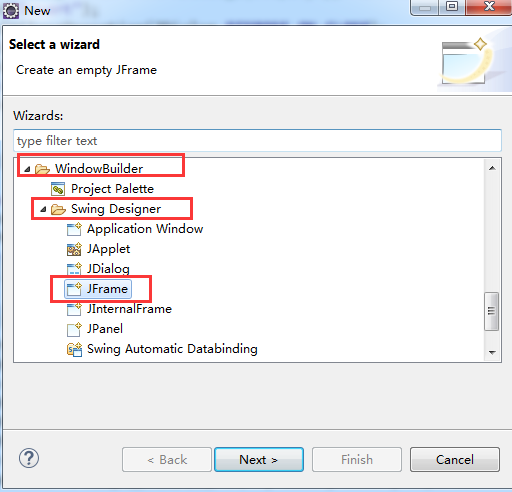 New
Select a wizard
Create an empty JFrame
Wizards:
type filter text
WindowBuilder
Project Palette
Swing Designer
Application Window
JApplet
JDialog
JFrame
JInternalFrame
JPanel
Swing Automatic Databinding
?
< Back
Next >
Finish
Cancel